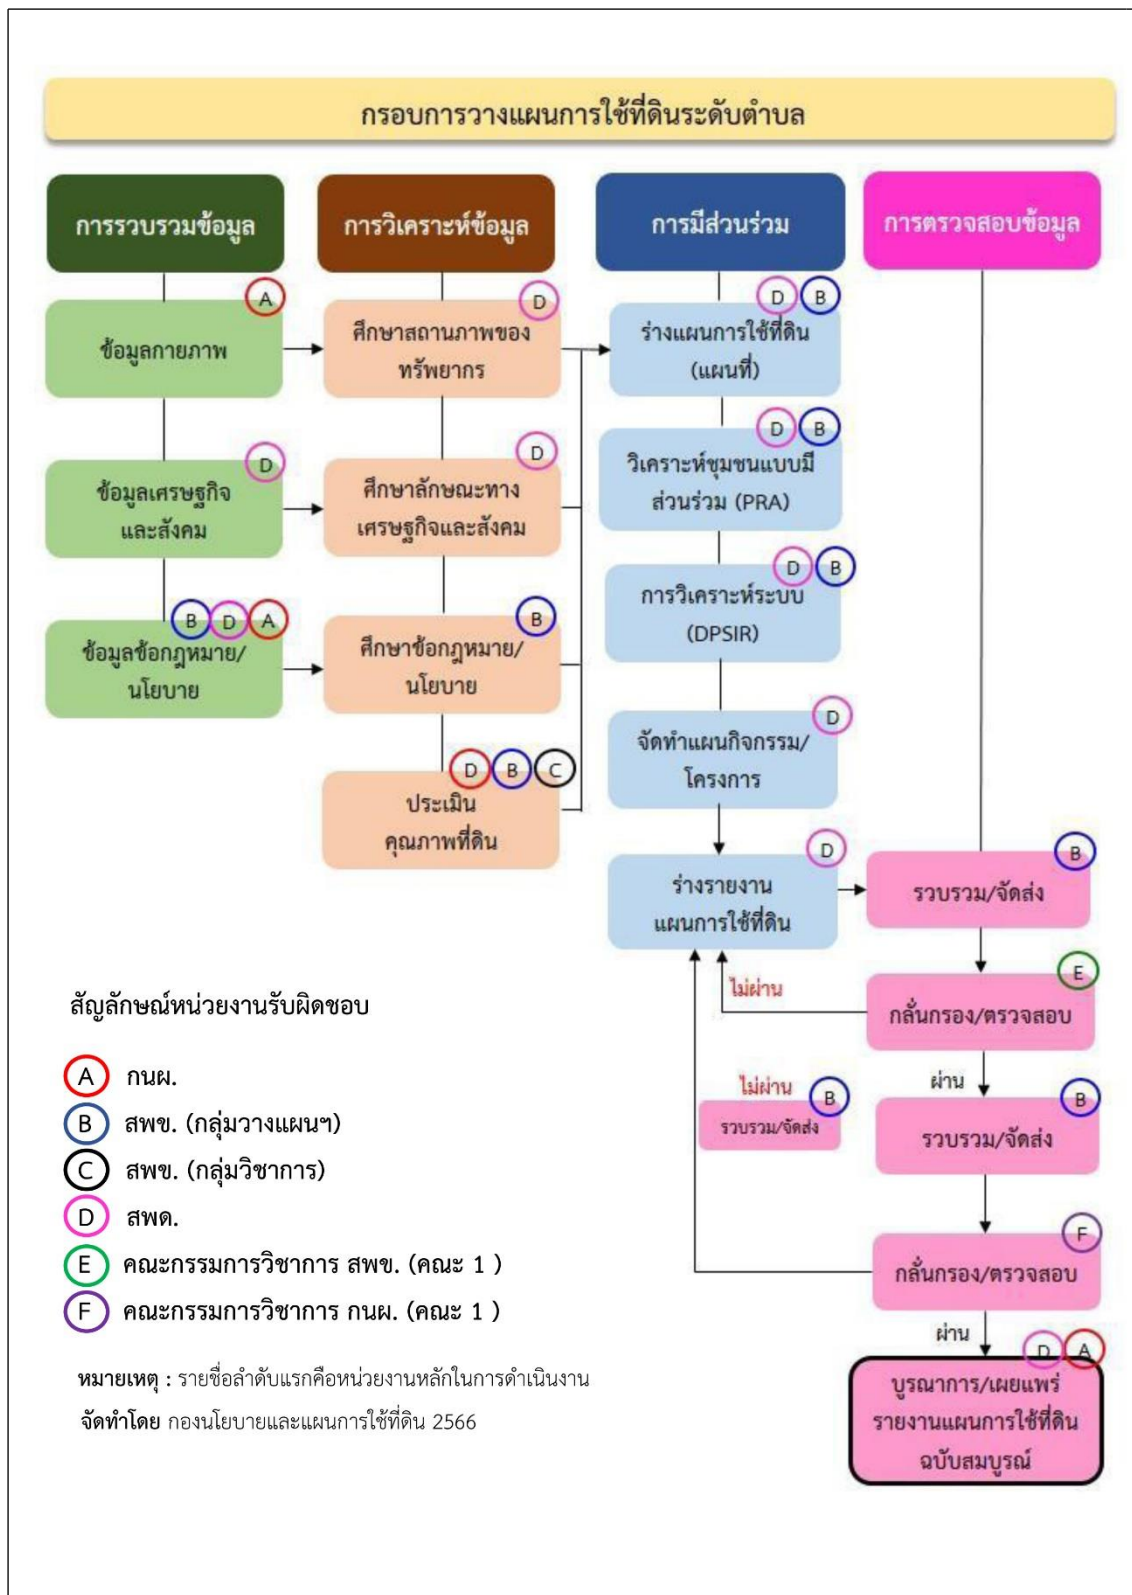 กรอบการวางแผนการใช้ที่ดินระดับตำบล
การรวบรวมข้อมูล
A
ข้อมูลกายภาพ
D
ข้อมูลเศรษฐกิจ
และสังคม
B D A
ข้อมูลข้อกฎหมาย/
นโยบาย
การวิเคราะห์ข้อมูล
D
ศึกษาสถานภาพของ
ทรัพยากร
D
ศึกษาลักษณะทาง
เศรษฐกิจและสังคม
B
ศึกษาข้อกฎหมาย/
นโยบาย
D B C
ประเมิน
คุณภาพที่ดิน
การมีส่วนร่วม
D B
ร่างแผนการใช้ที่ดิน
(แผนที่)
D B
วิเคราะห์ชุมชนแบบมี
ส่วนร่วม (PRA)
D B
การวิเคราะห์ระบบ
(DPSIR)
D
จัดทำแผนกิจกรรม/
โครงการ
D
ร่างรายงาน
แผนการใช้ที่ดิน
การตรวจสอบข้อมูล
B
รวบรวม/จัดส่ง
E
กลั่นกรอง/ตรวจสอบ
ไม่ผ่าน
ผ่าน
B
รวบรวม/จัดส่ง
ไม่ผ่าน
B
รวบรวม/จัดส่ง
F
กลั่นกรอง/ตรวจสอบ
ผ่าน
D A
บูรณาการ/เผยแพร่
รายงานแผนการใช้ที่ดิน
ฉบับสมบูรณ์
สัญลักษณ์หน่วยงานรับผิดชอบ
A กนผ.
B สพข. (กลุ่มวางแผนฯ)
C สพข. (กลุ่มวิชาการ)
D สพด.
E คณะกรรมการวิชาการ สพข. (คณะ 1 )
F คณะกรรมการวิชาการ กนผ. (คณะ 1 )
หมายเหตุ : รายชื่อลำดับแรกคือหน่วยงานหลักในการดำเนินงาน
จัดทำโดย กองนโยบายและแผนการใช้ที่ดิน 2566